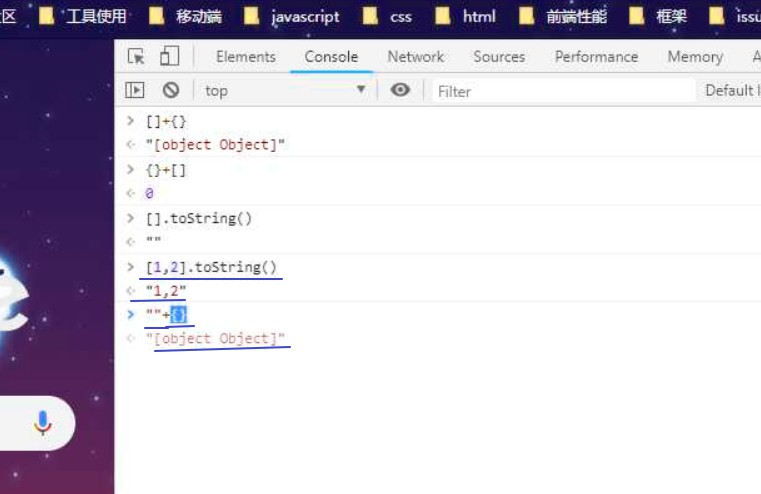 区 工具使用 移动端 javascript css html 前端性能 框架
Elements Console Network Sources Performance Memory
top Filter Default
> []+{}
"[object Object]"
> {}+[]
0
> [].toString()
""
> [1,2].toString()
"1,2"
> ""+{}
"[object Object]"